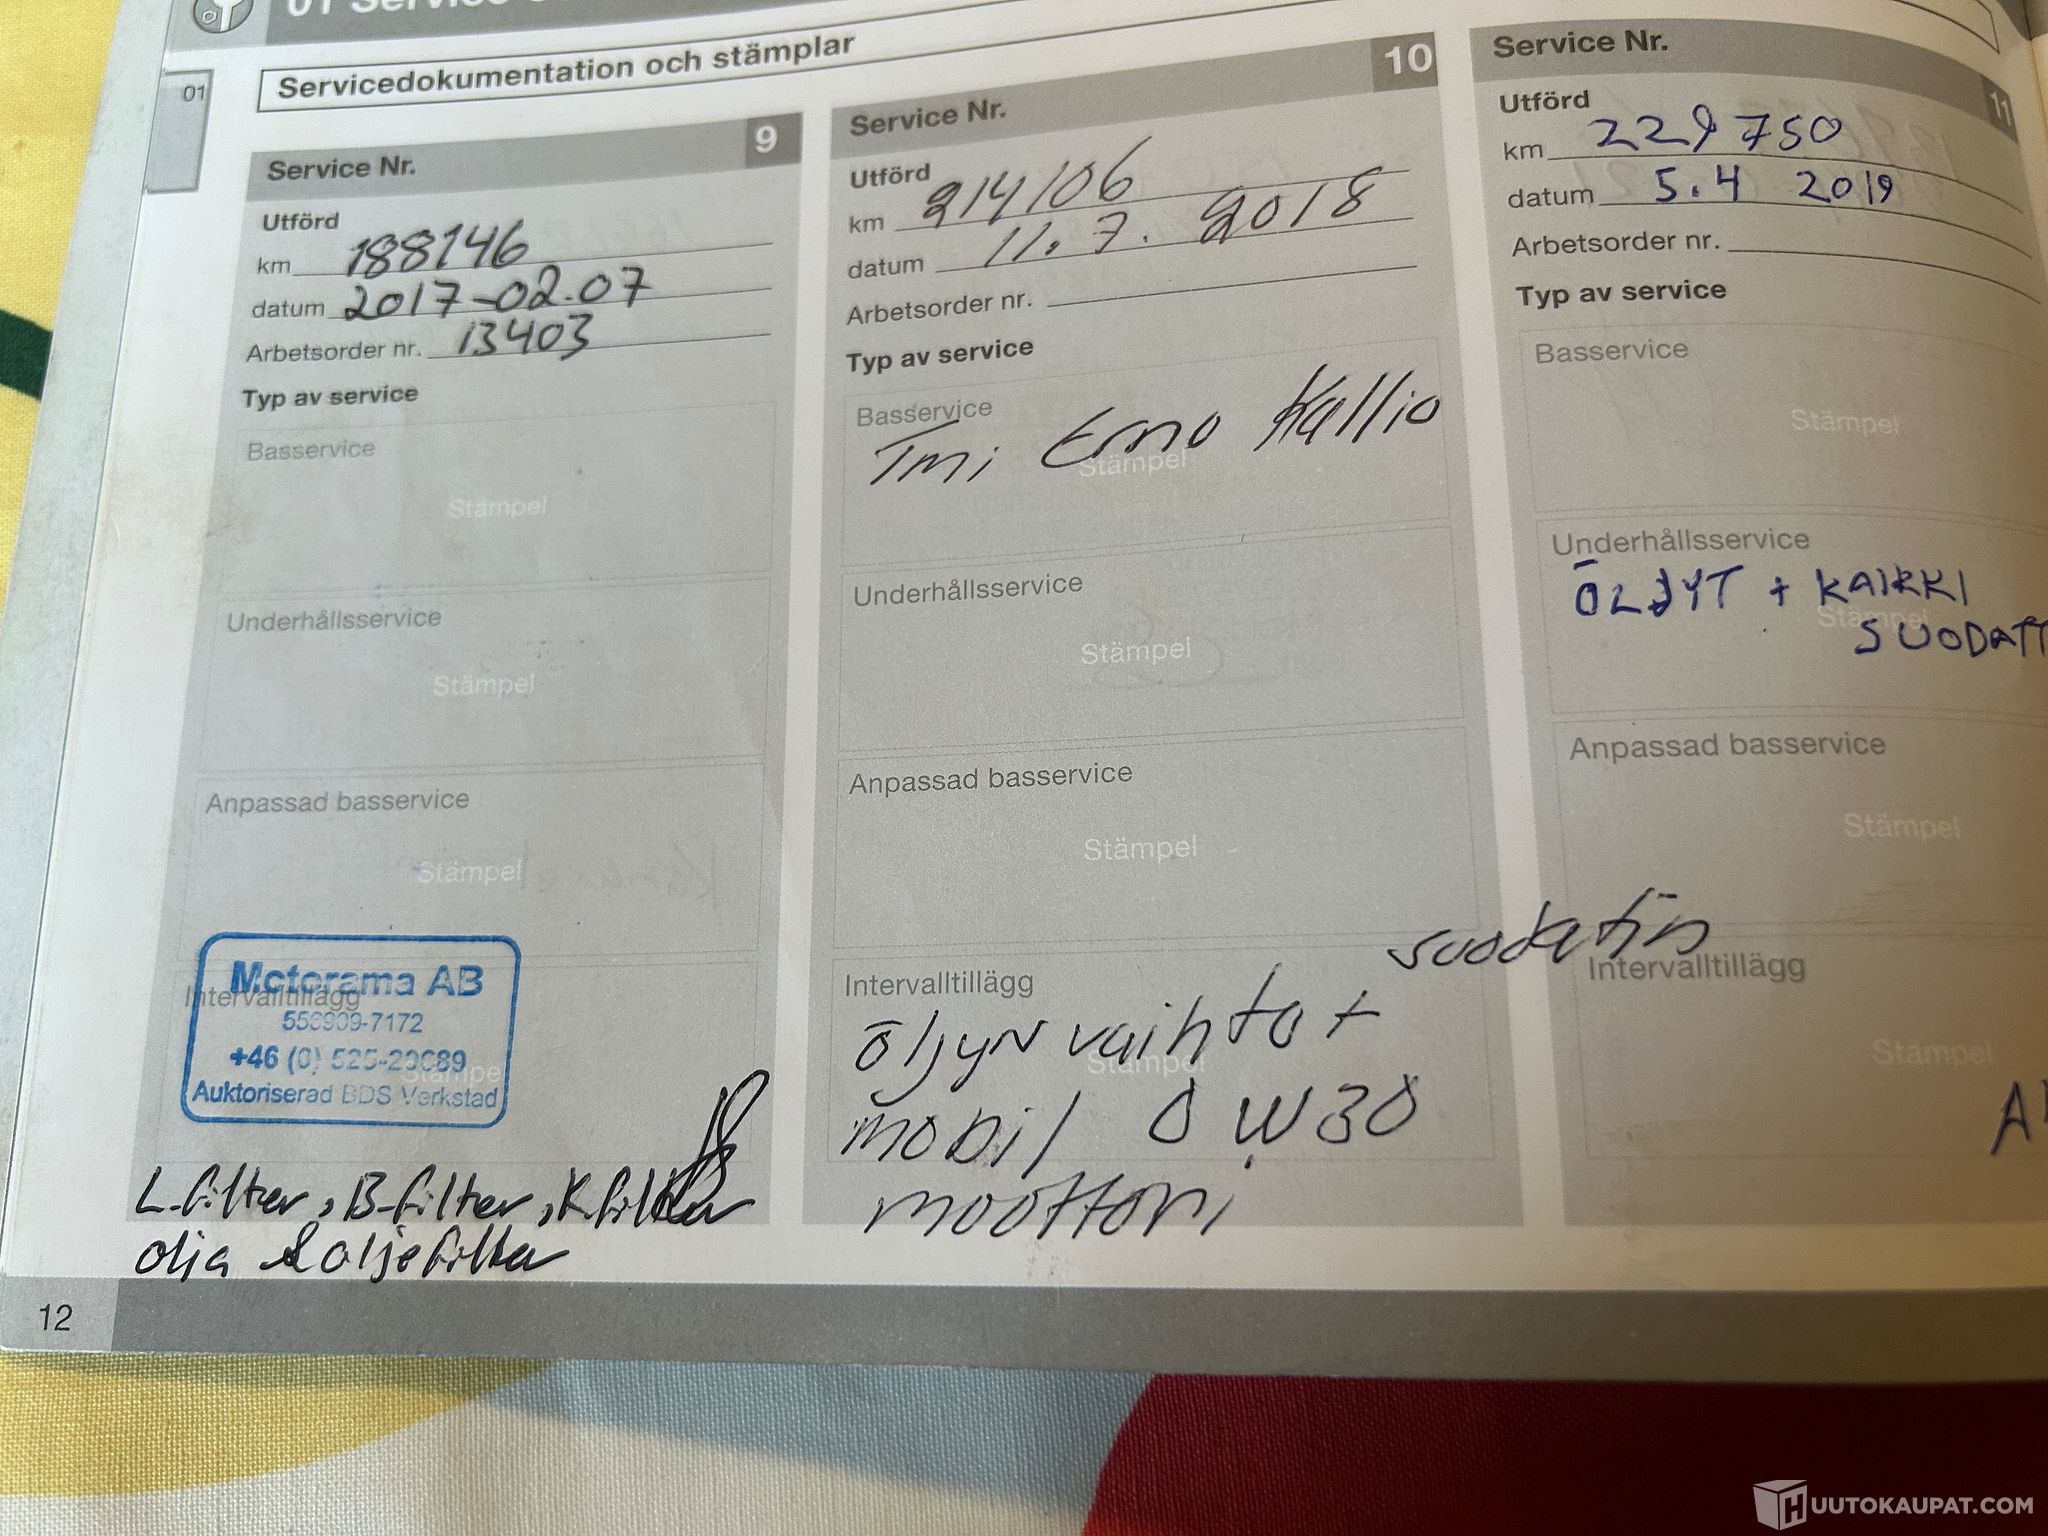 01 Service
01
Servicedokumentation och stämplar
Service Nr. 9
Utförd
km 188146
datum 2017-02.07
Arbetsorder nr. 13403
Typ av service
Basservice
Stämpel
Underhållsservice
Stämpel
Anpassad basservice
Stämpel
Intervalltillägg
Stämpel
Motorama AB
556909-7172
+46 (0) 525-20089
Auktoriserad BDS Verkstad
L-filter, B-filter, K filter
olja & oljefilter
12
Service Nr. 10
Utförd
km 214106
datum 11.7.2018
Arbetsorder nr.
Typ av service
Basservice
Tmi Erno Kallio
Stämpel
Underhållsservice
Stämpel
Anpassad basservice
Stämpel
Intervalltillägg
öljyn vaihto + suodatin
Stämpel
mobil 0W30
moottori
Service Nr. 11
Utförd
km 229750
datum 5.4 2019
Arbetsorder nr.
Typ av service
Basservice
Stämpel
Underhållsservice
ÖLJYT + KAIKKI
Stämpel
SUODATT
Anpassad basservice
Stämpel
Intervalltillägg
Stämpel
HUUTOKAUPAT.COM